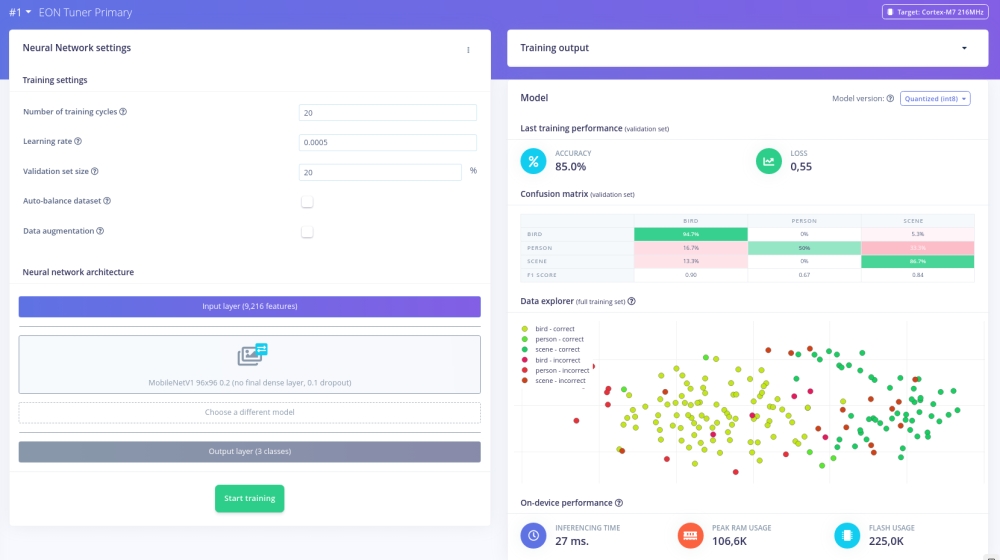 #1 EON Tuner Primary
Target: Cortex-M7 216MHz
Neural Network settings
Training settings
Number of training cycles
20
Learning rate
0.0005
Validation set size
20
%
Auto-balance dataset
Data augmentation
Neural network architecture
Input layer (9,216 features)
MobileNetV1 96x96 0.2 (no final dense layer, 0.1 dropout)
Choose a different model
Output layer (3 classes)
Start training
Training output
Model
Model version:
Quantized (int8)
Last training performance (validation set)
%
ACCURACY
85.0%
LOSS
0,55
Confusion matrix (validation set)
BIRD PERSON SCENE
BIRD 94.7% 0% 5.3%
PERSON 16.7% 50%
SCENE 13.3% 0% 86.7%
F1 SCORE 0.90 0.67 0.84
Data explorer (full training set)
bird - correct
person - correct
scene - correct
bird - incorrect
person - incorrect
scene - incorrect
On-device performance
INFERENCING TIME
27 ms.
PEAK RAM USAGE
106,6K
FLASH USAGE
225,0K